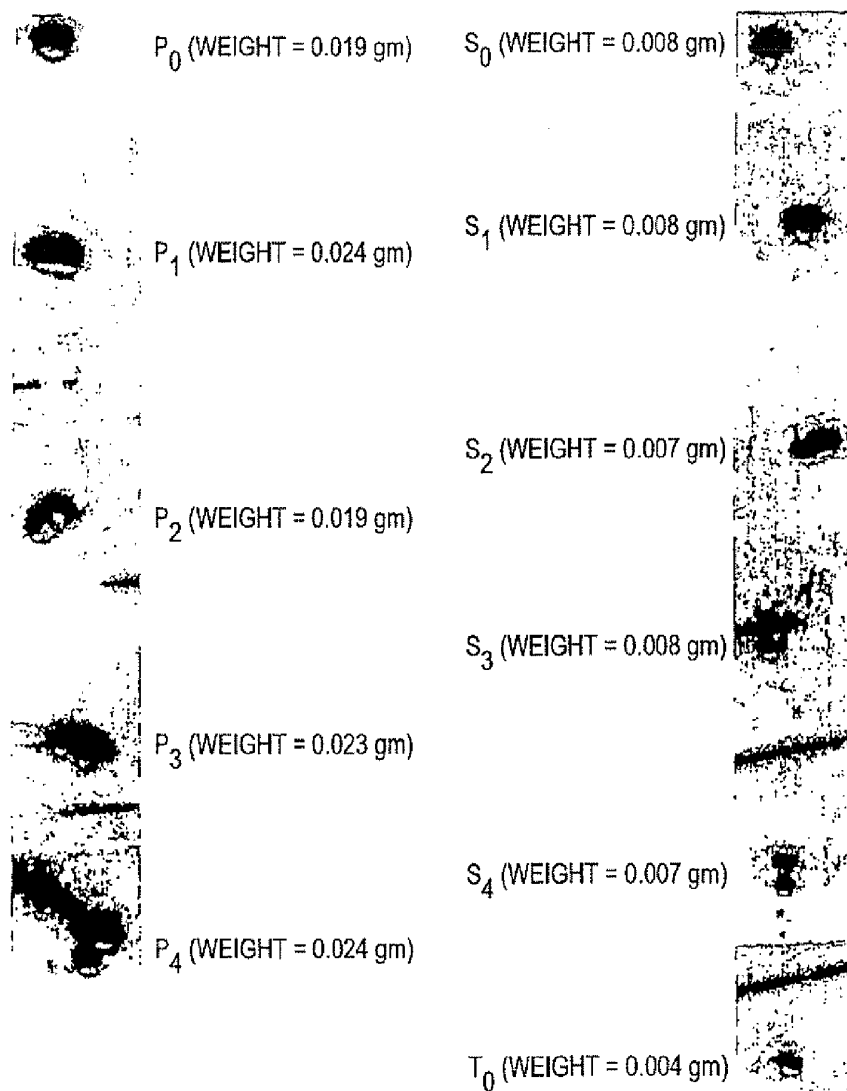 P0 (WEIGHT = 0.019 gm)
P1 (WEIGHT = 0.024 gm)
P2 (WEIGHT = 0.019 gm)
P3 (WEIGHT = 0.023 gm)
P4 (WEIGHT = 0.024 gm)
S0 (WEIGHT = 0.008 gm)
S1 (WEIGHT = 0.008 gm)
S2 (WEIGHT = 0.007 gm)
S3 (WEIGHT = 0.008 gm)
S4 (WEIGHT = 0.007 gm)
T0 (WEIGHT = 0.004 gm)